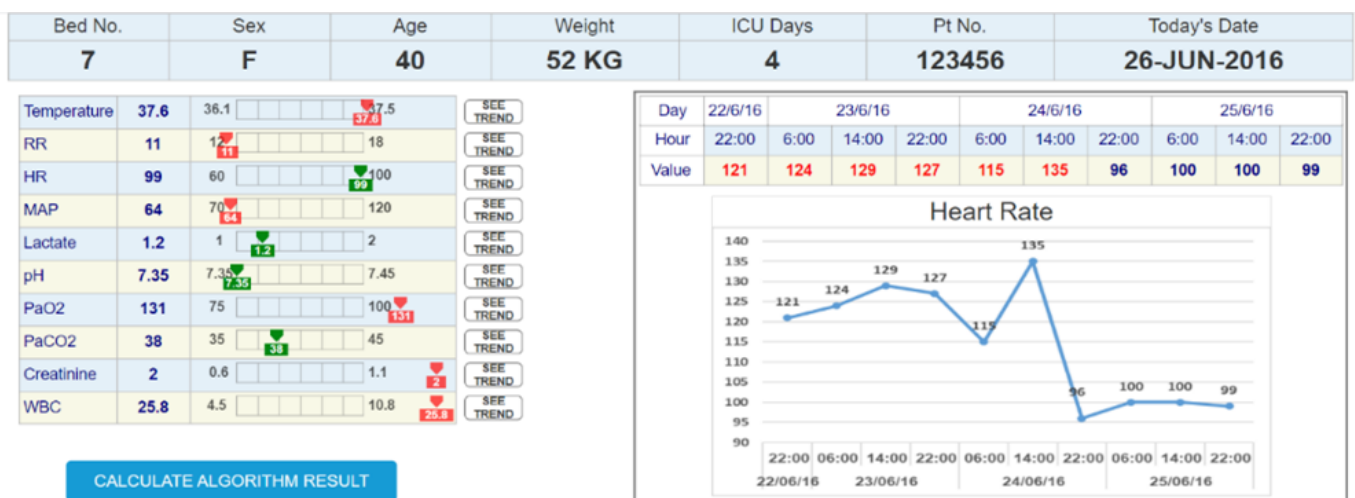 Bed No. Sex Age Weight ICU Days Pt No. Today's Date
7 F 40 52 KG 4 123456 26-JUN-2016
Temperature 37.6 36.1 37.5 37.6 SEE TREND
RR 11 12 18 11 SEE TREND
HR 99 60 100 99 SEE TREND
MAP 64 70 120 64 SEE TREND
Lactate 1.2 1 2 1.2 SEE TREND
pH 7.35 7.35 7.45 7.35 SEE TREND
PaO2 131 75 100 131 SEE TREND
PaCO2 38 35 45 38 SEE TREND
Creatinine 2 0.6 1.1 2 SEE TREND
WBC 25.8 4.5 10.8 25.8 SEE TREND
CALCULATE ALGORITHM RESULT
Day 22/6/16 23/6/16 24/6/16 25/6/16
Hour 22:00 6:00 14:00 22:00 6:00 14:00 22:00 6:00 14:00 22:00
Value 121 124 129 127 115 135 96 100 100 99
Heart Rate
140
135
130
125
120
115
110
105
100
95
90
121 124 129 127 115 135 96 100 100 99
22:00 06:00 14:00 22:00 06:00 14:00 22:00 06:00 14:00 22:00
22/06/16 23/06/16 24/06/16 25/06/16